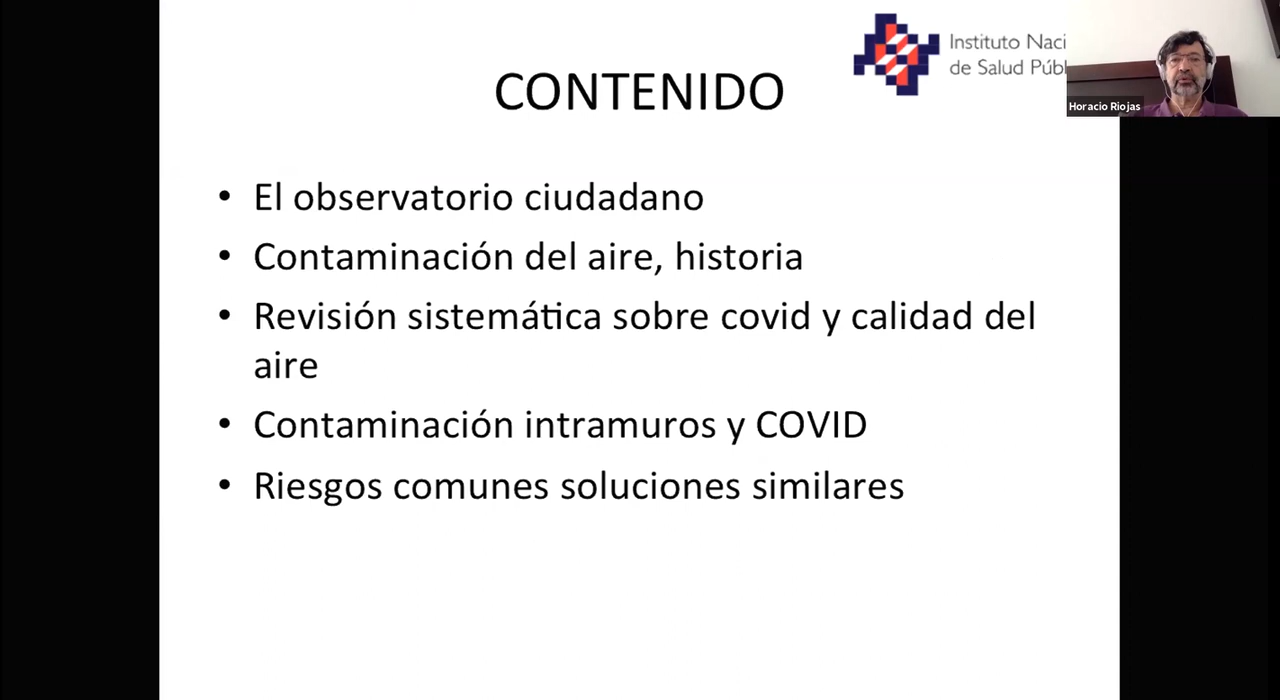 Instituto Naci
de Salud Públ
Horacio Riojas
CONTENIDO
• El observatorio ciudadano
• Contaminación del aire, historia
• Revisión sistemática sobre covid y calidad del
aire
• Contaminación intramuros y COVID
• Riesgos comunes soluciones similares